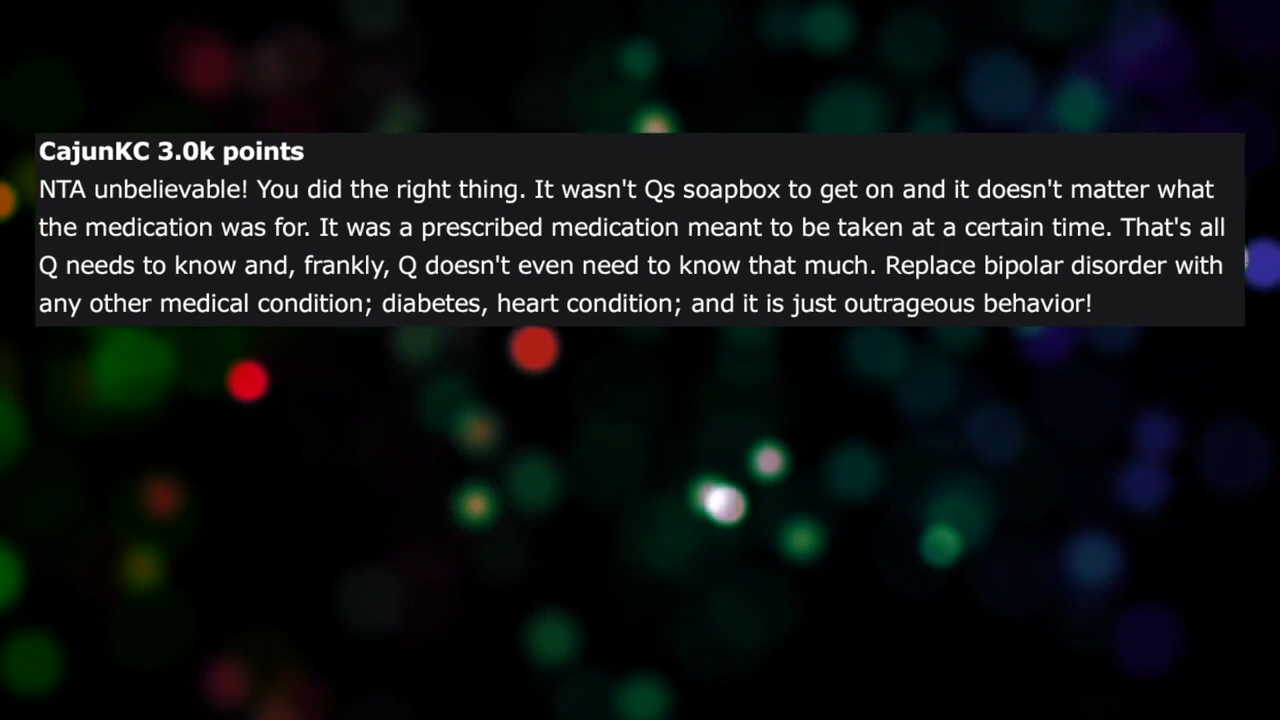 CajunKC 3.0k points
NTA unbelievable! You did the right thing. It wasn't Qs soapbox to get on and it doesn't matter what
the medication was for. It was a prescribed medication meant to be taken at a certain time. That's all
Q needs to know and, frankly, Q doesn't even need to know that much. Replace bipolar disorder with
any other medical condition; diabetes, heart condition; and it is just outrageous behavior!